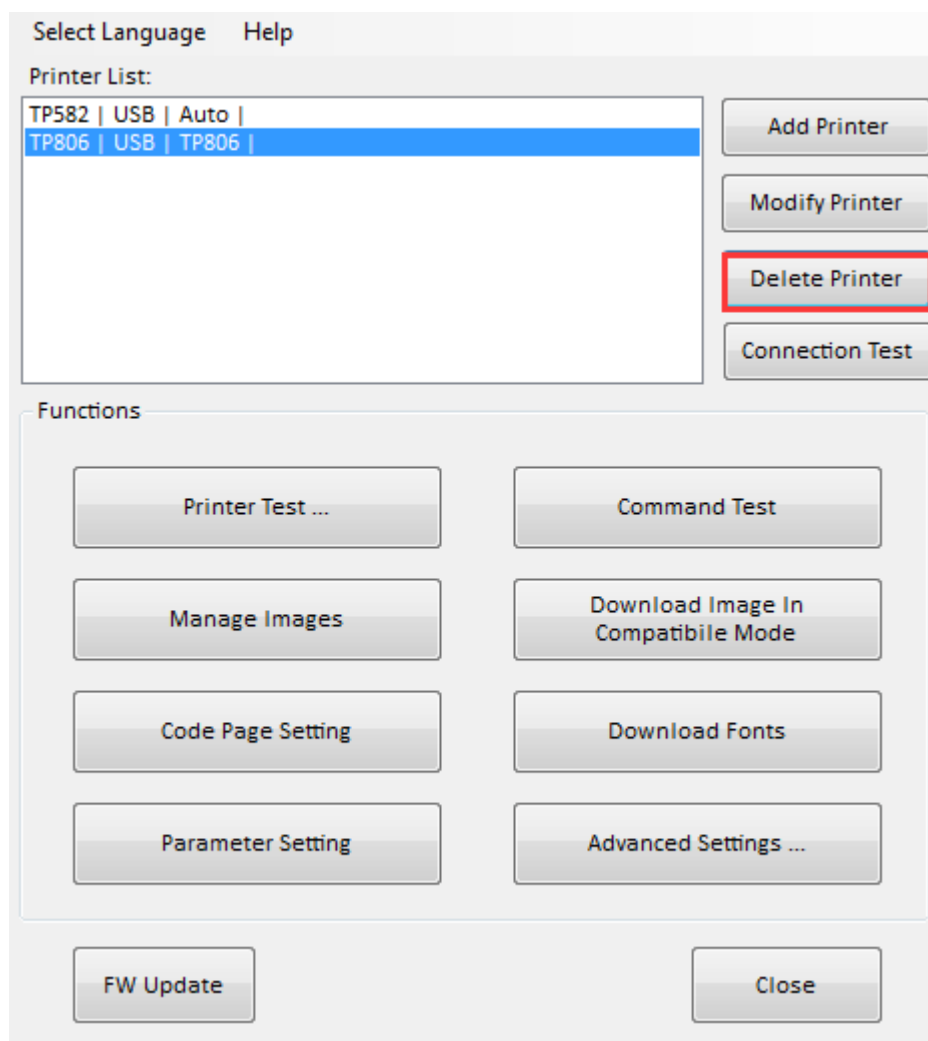 Select Language Help
Printer List:
TP582 | USB | Auto |
TP806 | USB | TP806 |
Add Printer
Modify Printer
Delete Printer
Connection Test
Functions
Printer Test ...
Command Test
Manage Images
Download Image In
Compatibile Mode
Code Page Setting
Download Fonts
Parameter Setting
Advanced Settings ...
FW Update
Close